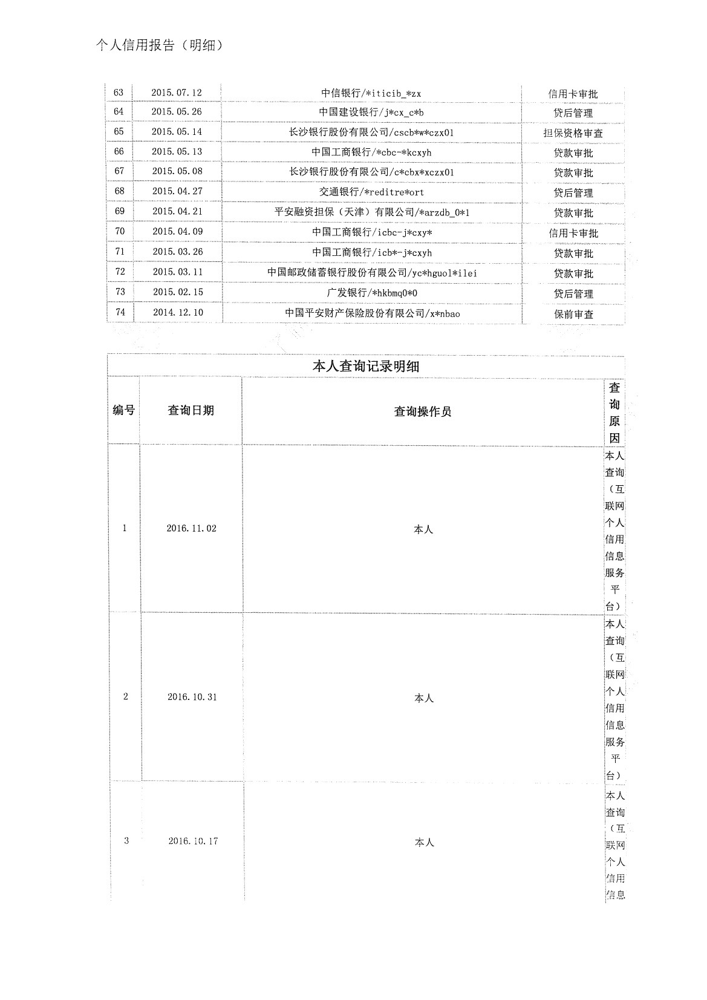 个人信用报告（明细）
63 2015.07.12 中信银行/*iticib_*zx 信用卡审批
64 2015.05.26 中国建设银行/j*cx_c*b 贷后管理
65 2015.05.14 长沙银行股份有限公司/cscb*w*czx01 担保资格审查
66 2015.05.13 中国工商银行/*cbc-*kcxyh 贷款审批
67 2015.05.08 长沙银行股份有限公司/c*cbx*xczx01 贷款审批
68 2015.04.27 交通银行/*reditre*ort 贷后管理
69 2015.04.21 平安融资担保（天津）有限公司/*arzdb_0*1 贷款审批
70 2015.04.09 中国工商银行/icbc-j*cxy* 信用卡审批
71 2015.03.26 中国工商银行/icb*-j*cxyh 贷款审批
72 2015.03.11 中国邮政储蓄银行股份有限公司/yc*hguol*ilei 贷款审批
73 2015.02.15 广发银行/*hkbmq0*0 贷后管理
74 2014.12.10 中国平安财产保险股份有限公司/x*nbao 保前审查
本人查询记录明细
编号 查询日期 查询操作员
查
询
原
因
1 2016.11.02 本人
本人
查询
（互
联网
个人
信用
信息
服务
平
台）
2 2016.10.31 本人
本人
查询
（互
联网
个人
信用
信息
服务
平
台）
3 2016.10.17 本人
本人
查询
（互
联网
个人
信用
信息